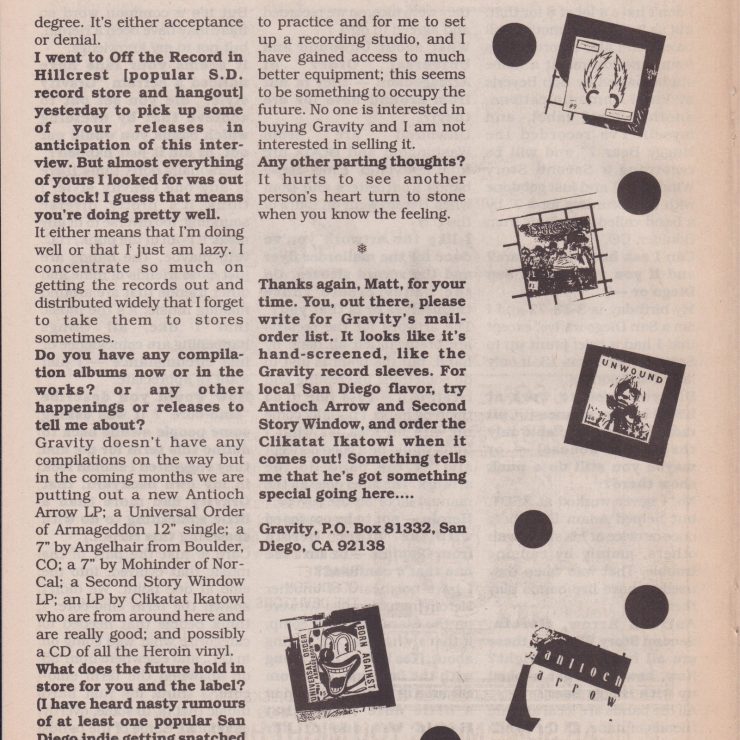 degree. It's either acceptance
or denial.
I went to Off the Record in
Hillcrest [popular S.D.
record store and hangout]
yesterday to pick up some
of your releases in
anticipation of this inter-
view. But almost everything
of yours I looked for was out
of stock! I guess that means
you're doing pretty well.
It either means that I'm doing
well or that I just am lazy. I
concentrate so much on
getting the records out and
distributed widely that I forget
to take them to stores
sometimes.
Do you have any compila-
tion albums now or in the
works? or any other
happenings or releases to
tell me about?
Gravity doesn't have any
compilations on the way but
in the coming months we are
putting out a new Antioch
Arrow LP; a Universal Order
of Armageddon 12" single; a
7" by Angelhair from Boulder,
CO; a 7" by Mohinder of Nor-
Cal; a Second Story Window
LP; an LP by Clikatat Ikatowi
who are from around here and
are really good; and possibly
a CD of all the Heroin vinyl.
What does the future hold in
store for you and the label?
(I have heard nasty rumours
of at least one popular San
Diego indie getting snatched
to practice and for me to set
up a recording studio, and I
have gained access to much
better equipment; this seems
to be something to occupy the
future. No one is interested in
buying Gravity and I am not
interested in selling it.
Any other parting thoughts?
It hurts to see another
person's heart turn to stone
when you know the feeling.
Thanks again, Matt, for your
time. You, out there, please
write for Gravity's mail-
order list. It looks like it's
hand-screened, like the
Gravity record sleeves. For
local San Diego flavor, try
Antioch Arrow and Second
Story Window, and order the
Clikatat Ikatowi when it
comes out! Something tells
me that he's got something
special going here....
Gravity, P.O. Box 81332, San
Diego, CA 92138
#9
UNWOUND
UNIVERSAL ORDER
OF ARMAGEDDON
BORN AGAINST
antioch
arrow